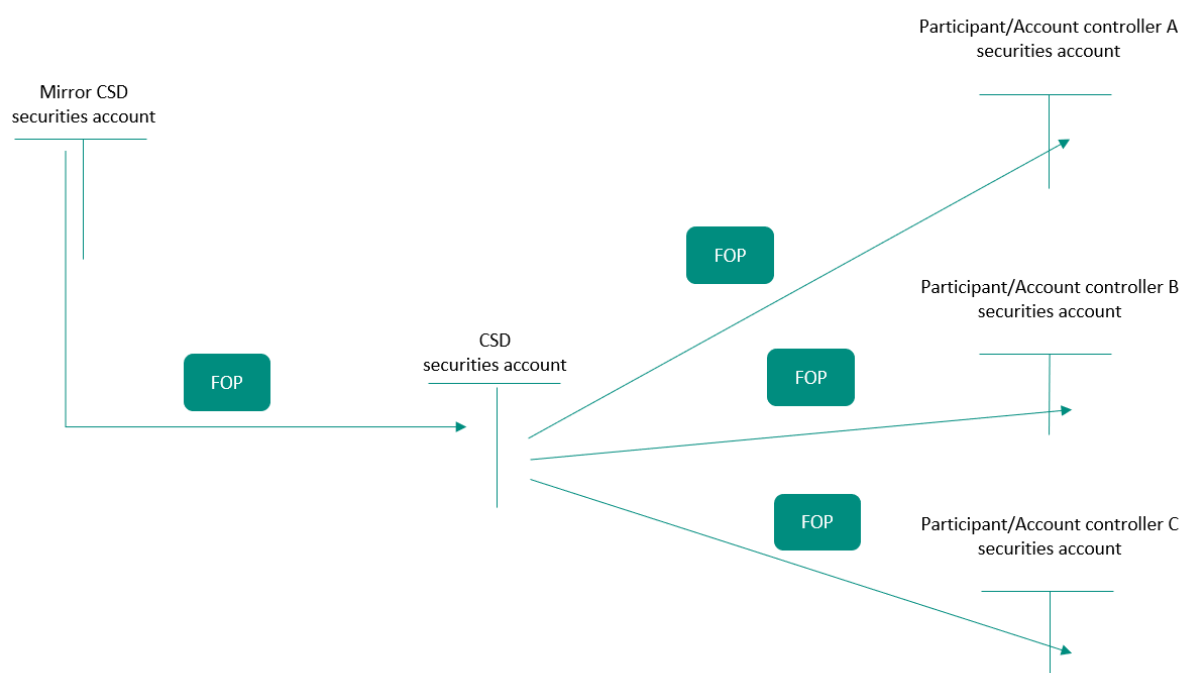 Participant/Account controller A
securities account
Mirror CSD
securities account
FOP
Participant/Account controller B
securities account
CSD
securities account
FOP
FOP
FOP
Participant/Account controller C
securities account